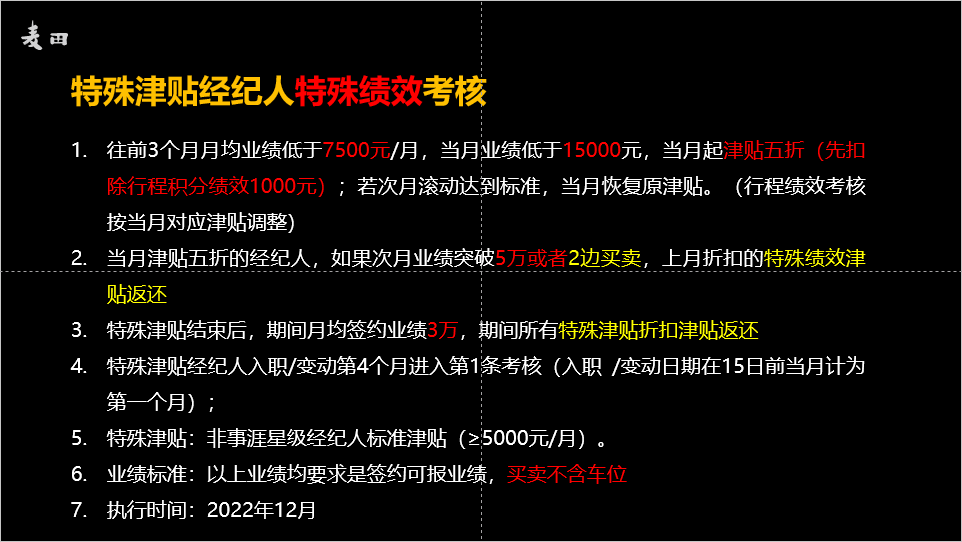 麦田
特殊津贴经纪人特殊绩效考核
1. 往前3个月月均业绩低于7500元/月，当月业绩低于15000元，当月起津贴五折（先扣
除行程积分绩效1000元）；若次月滚动达到标准，当月恢复原津贴。（行程绩效考核
按当月对应津贴调整）
2. 当月津贴五折的经纪人，如果次月业绩突破5万或者2边买卖，上月折扣的特殊绩效津
贴返还
3. 特殊津贴结束后，期间月均签约业绩3万，期间所有特殊津贴折扣津贴返还
4. 特殊津贴经纪人入职/变动第4个月进入第1条考核（入职 /变动日期在15日前当月计为
第一个月）；
5. 特殊津贴：非事涯星级经纪人标准津贴（≥5000元/月）。
6. 业绩标准：以上业绩均要求是签约可报业绩，买卖不含车位
7. 执行时间：2022年12月